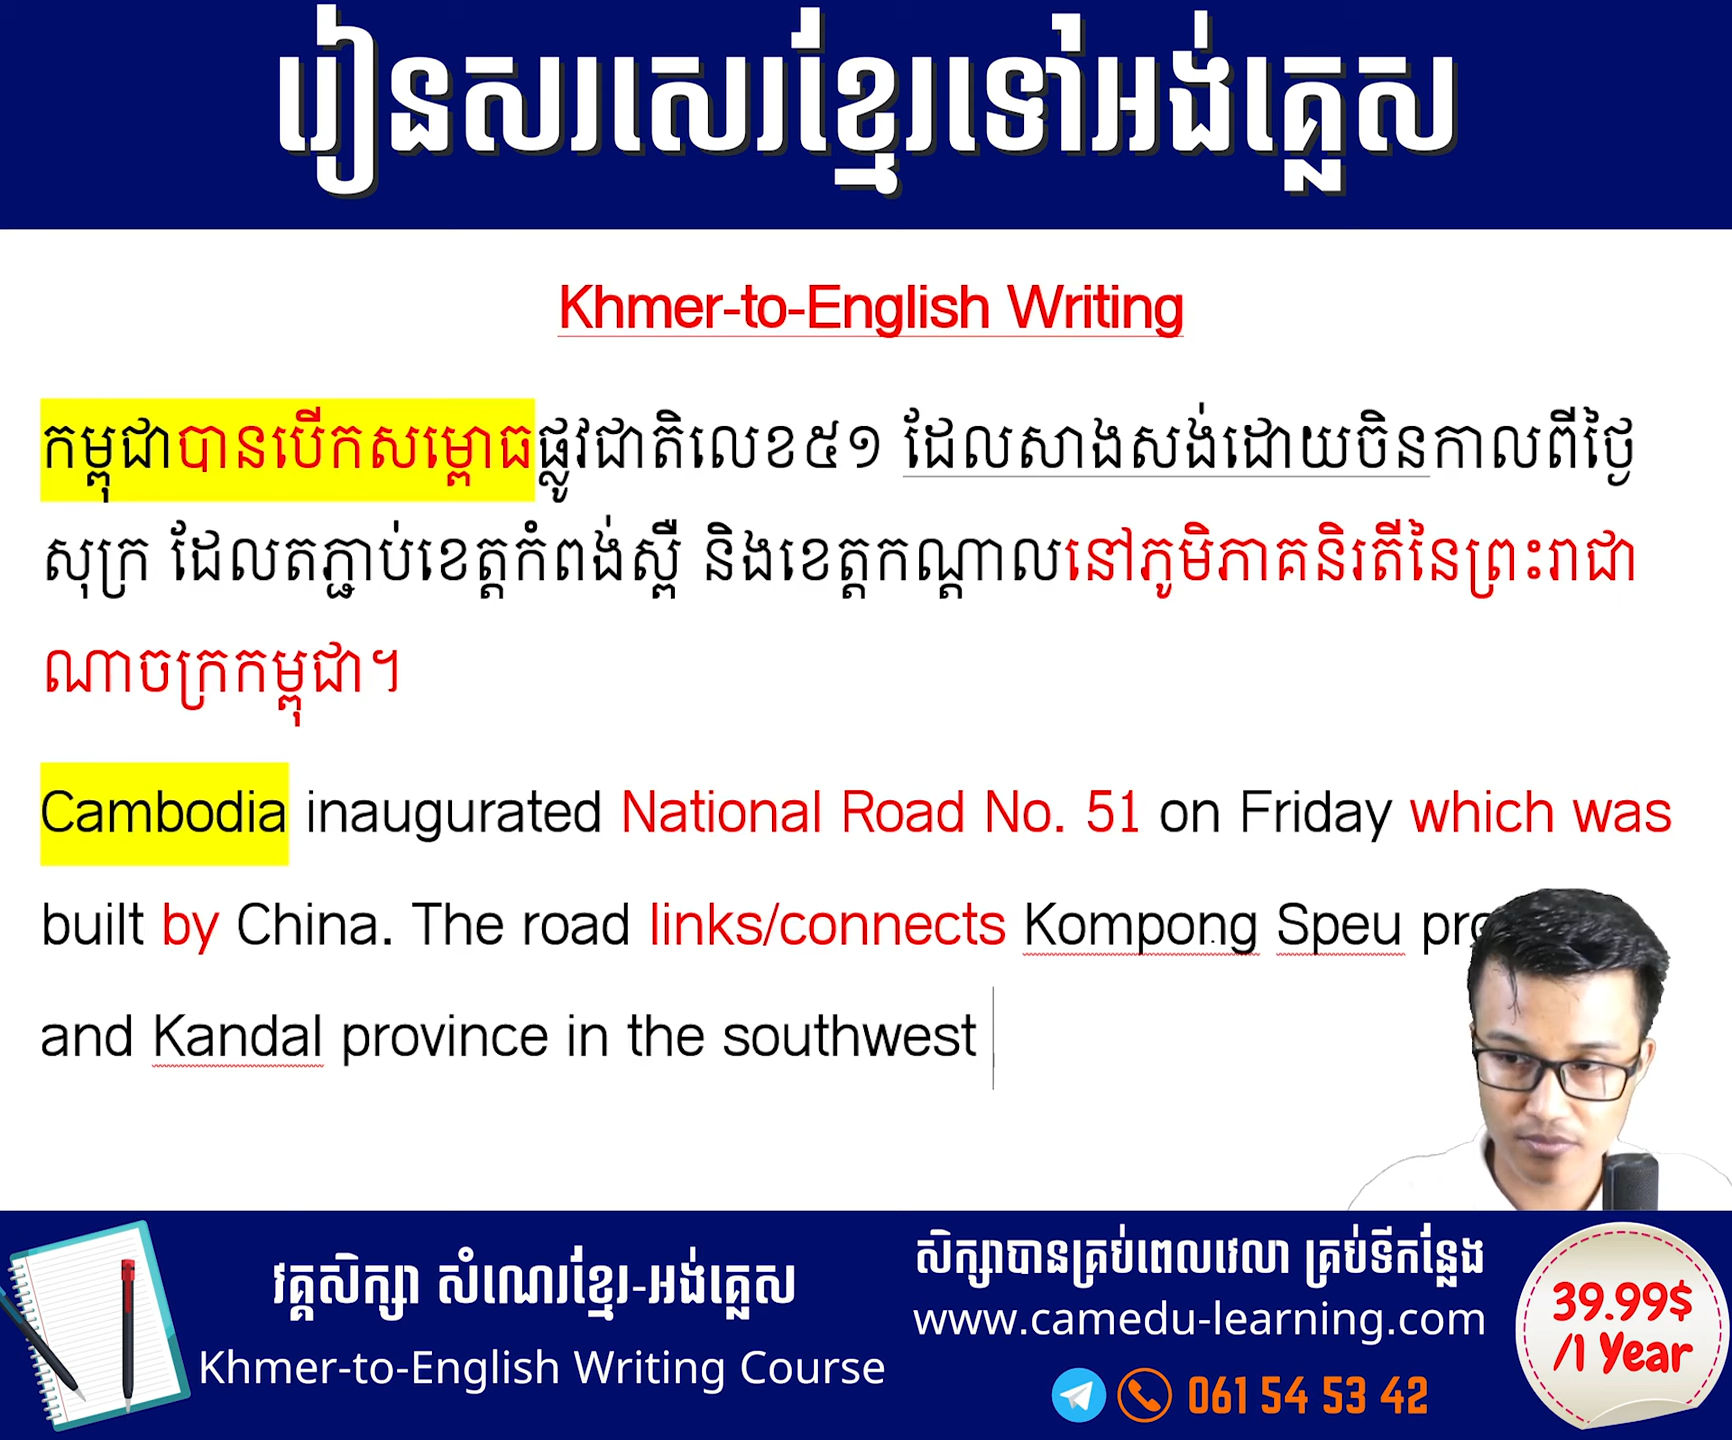 រៀនសរសេរខ្មែរទៅអង់គ្លេស
Khmer-to-English Writing
កម្ពុជាបានបើកសម្ពោធផ្លូវជាតិលេខ៥១ ដែលសាងសង់ដោយចិនកាលពីថ្ងៃ
សុក្រ ដែលតភ្ជាប់ខេត្តកំពង់ស្ពឺ និងខេត្តកណ្តាលនៅភូមិភាគនិរតីនៃព្រះរាជា
ណាចក្រកម្ពុជា។
Cambodia inaugurated National Road No. 51 on Friday which was
built by China. The road links/connects Kompong Speu
and Kandal province in the southwest
វគ្គសិក្សា សំណេរខ្មែរ-អង់គ្លេស
Khmer-to-English Writing Course
សិក្សាបានគ្រប់ពេលវេលា គ្រប់ទីកន្លែង
www.camedu-learning.com
061 54 53 42
39.99$
/1 Year